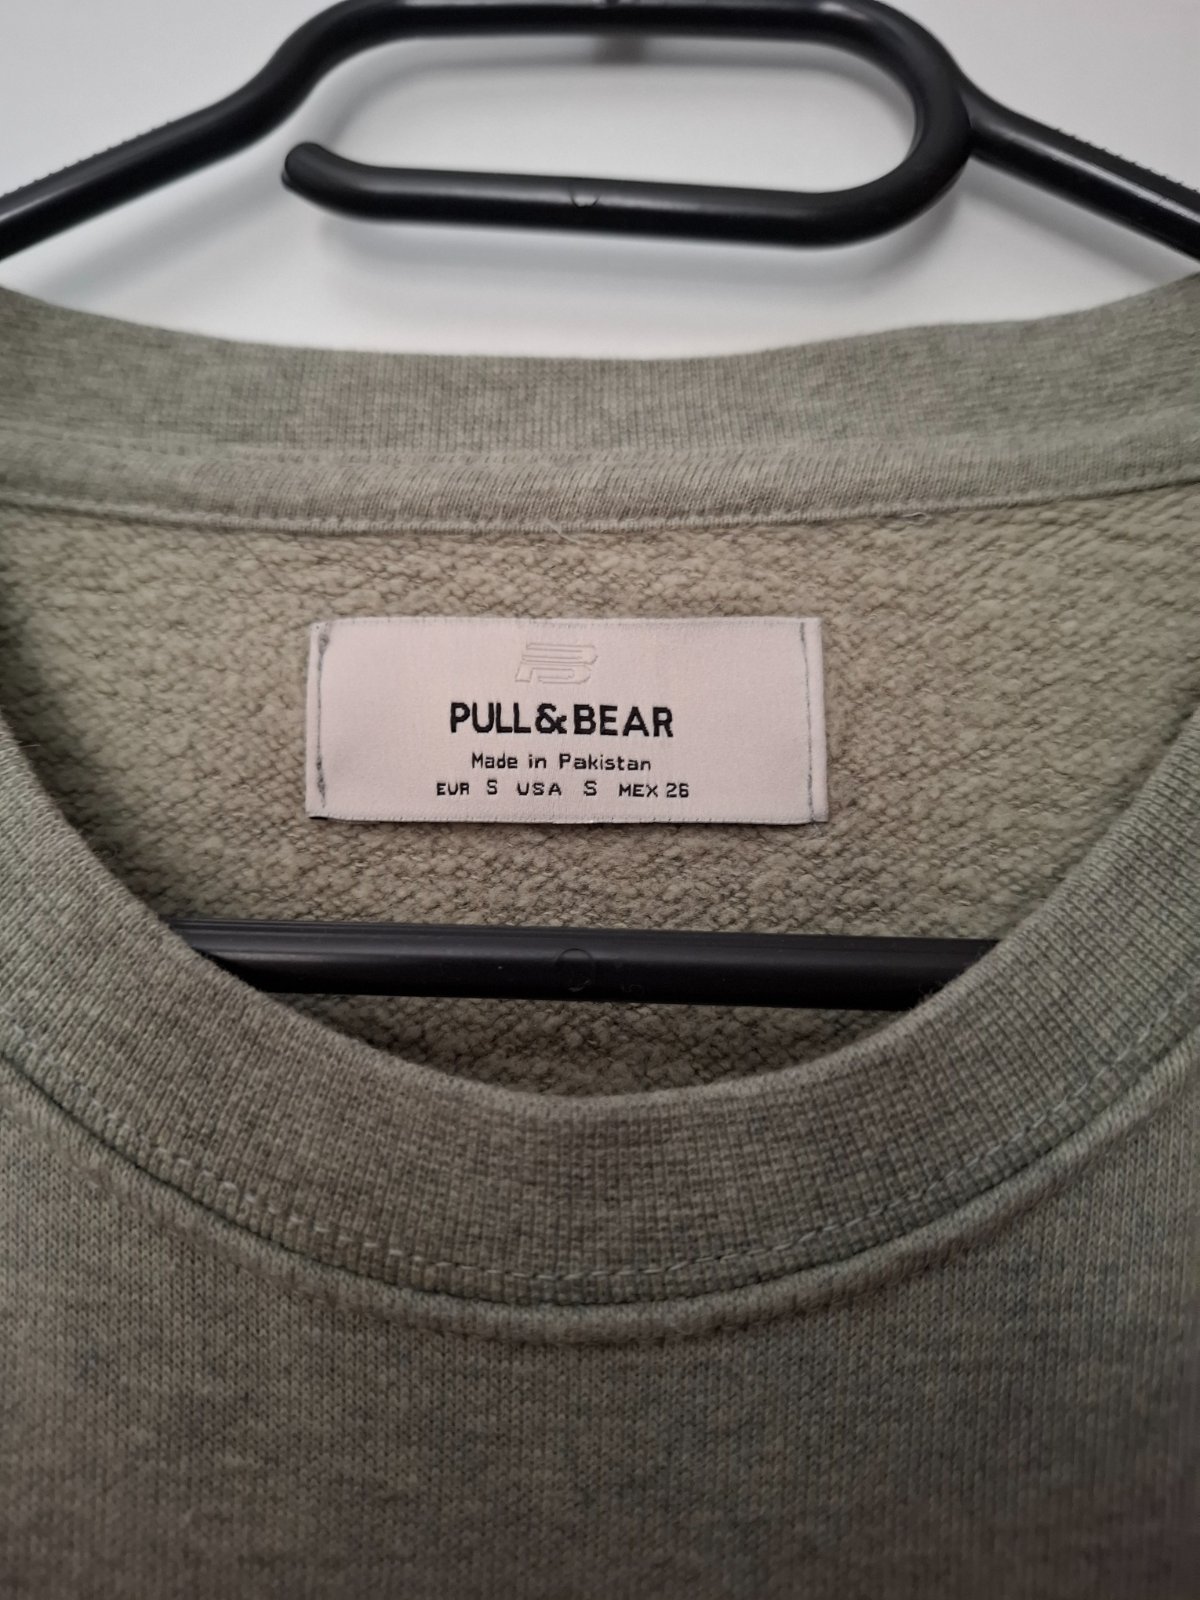 PULL&BEAR
Made in Pakistan
EUR S USA S MEX 26